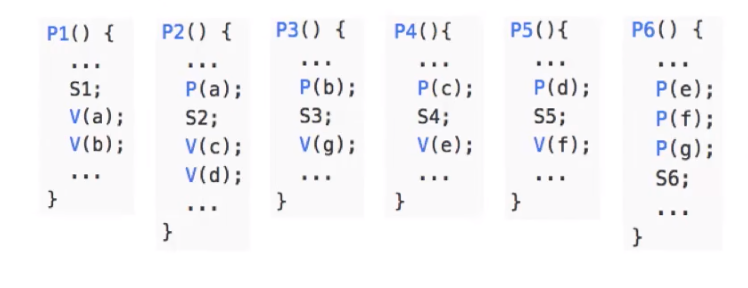 P1() {
...
S1;
V(a);
V(b);
...
}
P2() {
...
P(a);
S2;
V(c);
V(d);
...
}
P3() {
...
P(b);
S3;
V(g);
...
}
P4(){
...
P(c);
S4;
V(e);
...
}
P5(){
...
P(d);
S5;
V(f);
...
}
P6() {
...
P(e);
P(f);
P(g);
S6;
...
}